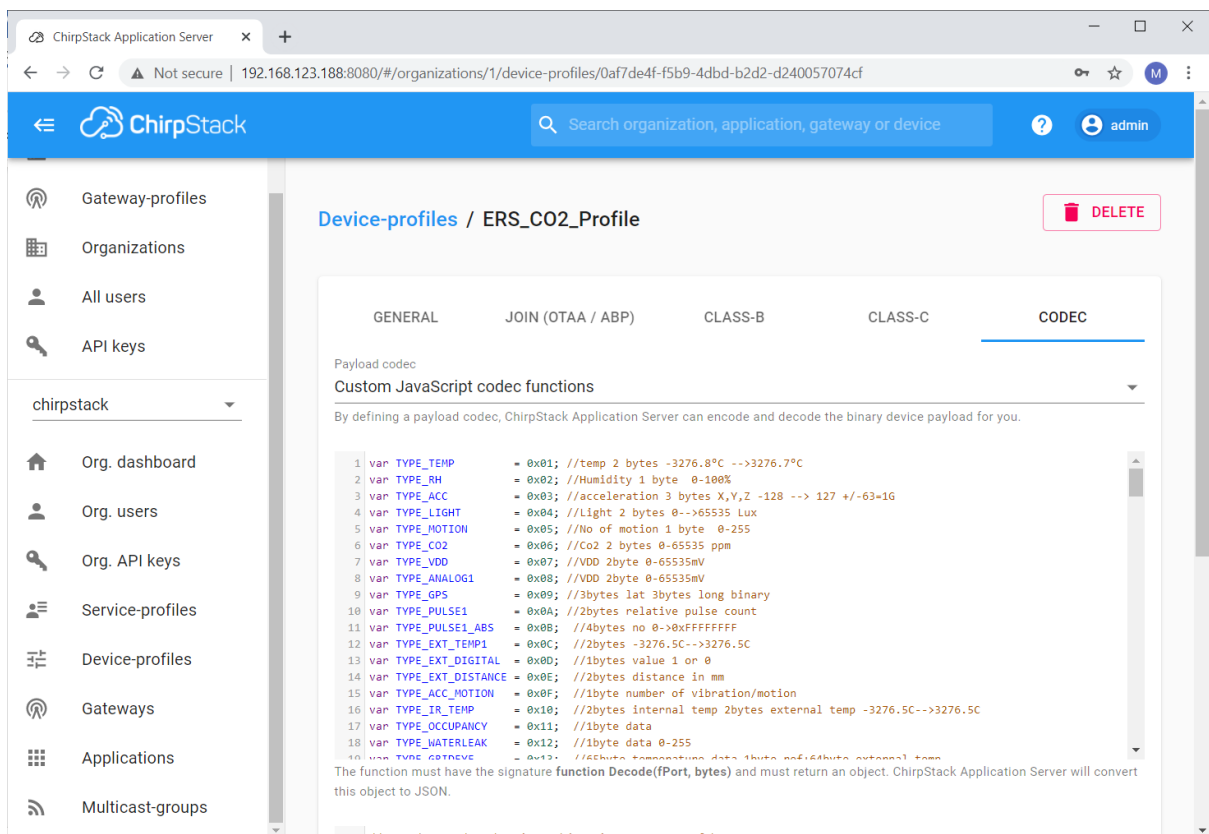 ChirpStack Application Server
Not secure | 192.168.123.188:8080/#/organizations/1/device-profiles/0af7de4f-f5b9-4dbd-b2d2-d240057074cf
M
ChirpStack
Search organization, application, gateway or device
?
admin
Gateway-profiles
Organizations
All users
API keys
chirpstack
Org. dashboard
Org. users
Org. API keys
Service-profiles
Device-profiles
Gateways
Applications
Multicast-groups
Device-profiles / ERS_CO2_Profile
DELETE
GENERAL JOIN (OTAA / ABP) CLASS-B CLASS-C CODEC
Payload codec
Custom JavaScript codec functions
By defining a payload codec, ChirpStack Application Server can encode and decode the binary device payload for you.
1 var TYPE_TEMP = 0x01; //temp 2 bytes -3276.8°C -->3276.7°C
2 var TYPE_RH = 0x02; //Humidity 1 byte 0-100%
3 var TYPE_ACC = 0x03; //acceleration 3 bytes X,Y,Z -128 --> 127 +/-63=1G
4 var TYPE_LIGHT = 0x04; //Light 2 bytes 0-->65535 Lux
5 var TYPE_MOTION = 0x05; //No of motion 1 byte 0-255
6 var TYPE_CO2 = 0x06; //Co2 2 bytes 0-65535 ppm
7 var TYPE_VDD = 0x07; //VDD 2byte 0-65535mV
8 var TYPE_ANALOG1 = 0x08; //VDD 2byte 0-65535mV
9 var TYPE_GPS = 0x09; //3bytes lat 3bytes long binary
10 var TYPE_PULSE1 = 0x0A; //2bytes relative pulse count
11 var TYPE_PULSE1_ABS = 0x0B; //4bytes no 0->0xFFFFFFFF
12 var TYPE_EXT_TEMP1 = 0x0C; //2bytes -3276.5C-->3276.5C
13 var TYPE_EXT_DIGITAL = 0x0D; //1bytes value 1 or 0
14 var TYPE_EXT_DISTANCE = 0x0E; //2bytes distance in mm
15 var TYPE_ACC_MOTION = 0x0F; //1byte number of vibration/motion
16 var TYPE_IR_TEMP = 0x10; //2bytes internal temp 2bytes external temp -3276.5C-->3276.5C
17 var TYPE_OCCUPANCY = 0x11; //1byte data
18 var TYPE_WATERLEAK = 0x12; //1byte data 0-255
19 var TYPE_GRIDEYE = 0x13; //65byte temperature data 1byte ref+64byte external temp
The function must have the signature function Decode(fPort, bytes) and must return an object. ChirpStack Application Server will convert
this object to JSON.